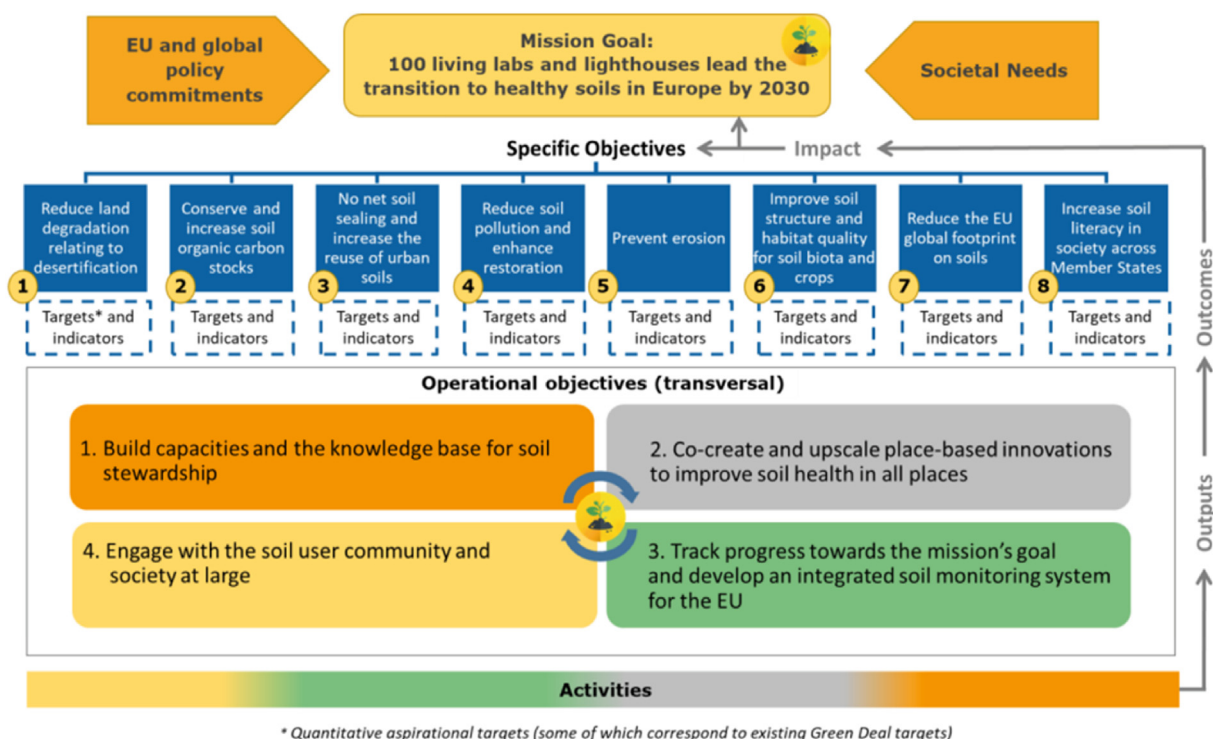 EU and global
policy
commitments
Mission Goal:
100 living labs and lighthouses lead the
transition to healthy soils in Europe by 2030
Societal Needs
Specific Objectives
Impact
Reduce land
degradation
relating to
desertification
1
Targets* and
indicators
Conserve and
increase soil
organic carbon
stocks
2
Targets and
indicators
No net soil
sealing and
increase the
reuse of urban
soils
3
Targets and
indicators
Reduce soil
pollution and
enhance
restoration
4
Targets and
indicators
Prevent erosion
5
Targets and
indicators
Improve soil
structure and
habitat quality
for soil biota and
crops
6
Targets and
indicators
Reduce the EU
global footprint
on soils
7
Targets and
indicators
Increase soil
literacy in
society across
Member States
8
Targets and
indicators
Outcomes
Outputs
Operational objectives (transversal)
1. Build capacities and the knowledge base for soil
stewardship
2. Co-create and upscale place-based innovations
to improve soil health in all places
4. Engage with the soil user community and
society at large
3. Track progress towards the mission's goal
and develop an integrated soil monitoring system
for the EU
Activities
* Quantitative aspirational targets (some of which correspond to existing Green Deal targets)